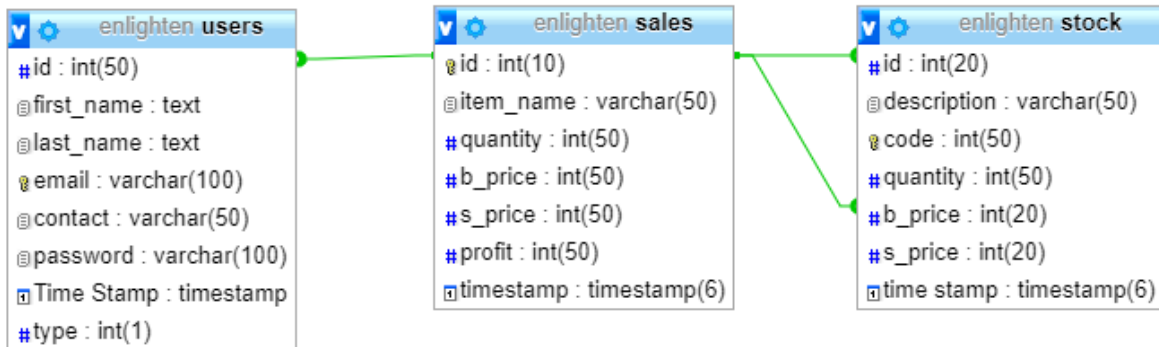 enlighten users
#id : int(50)
first_name : text
last_name : text
email : varchar(100)
contact : varchar(50)
password : varchar(100)
Time Stamp : timestamp
#type : int(1)
enlighten sales
id : int(10)
item_name : varchar(50)
#quantity : int(50)
#b_price : int(50)
#s_price : int(50)
#profit : int(50)
timestamp : timestamp(6)
enlighten stock
#id : int(20)
description : varchar(50)
code : int(50)
#quantity : int(50)
#b_price : int(20)
#s_price : int(20)
time stamp : timestamp(6)